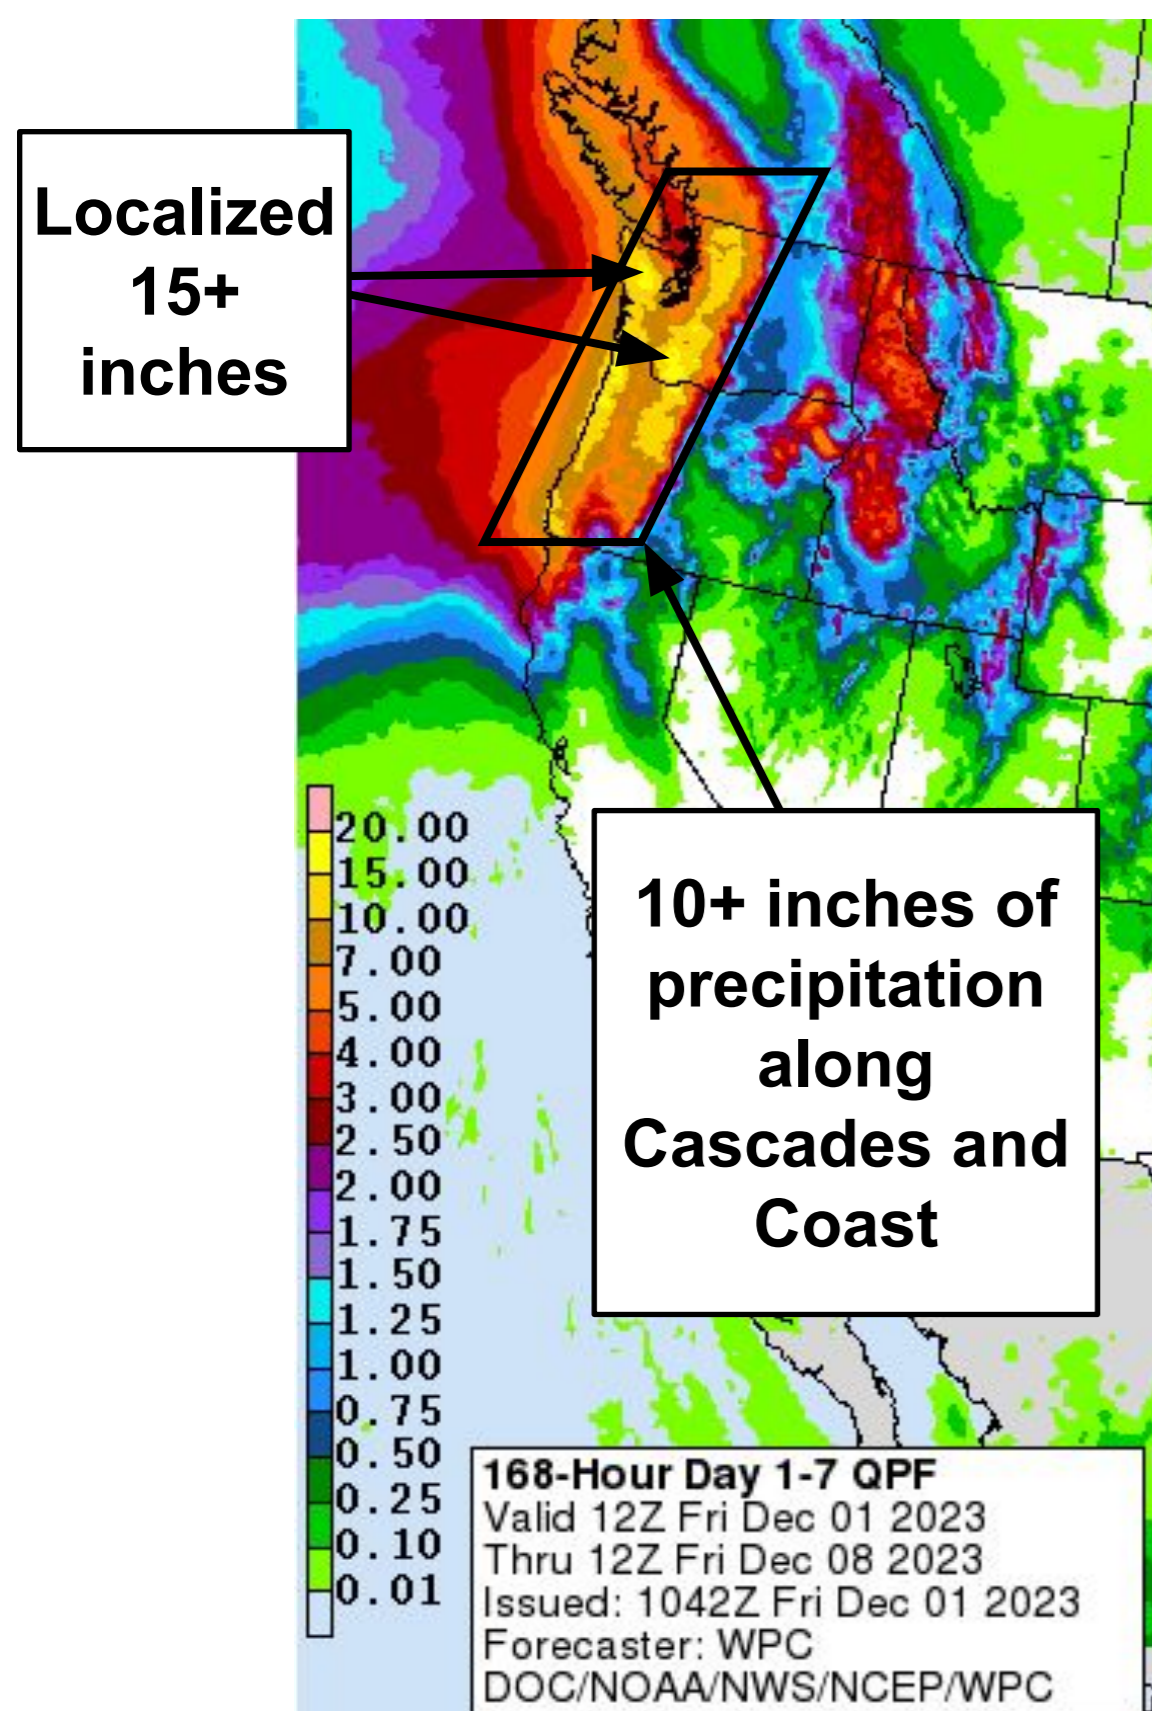 Localized
15+
inches
20.00
15.00
10.00
7.00
5.00
4.00
3.00
2.50
2.00
1.75
1.50
1.25
1.00
0.75
0.50
0.25
0.10
0.01
10+ inches of
precipitation
along
Cascades and
Coast
168-Hour Day 1-7 QPF
Valid 12Z Fri Dec 01 2023
Thru 12Z Fri Dec 08 2023
Issued: 1042Z Fri Dec 01 2023
Forecaster: WPC
DOC/NOAA/NWS/NCEP/WPC